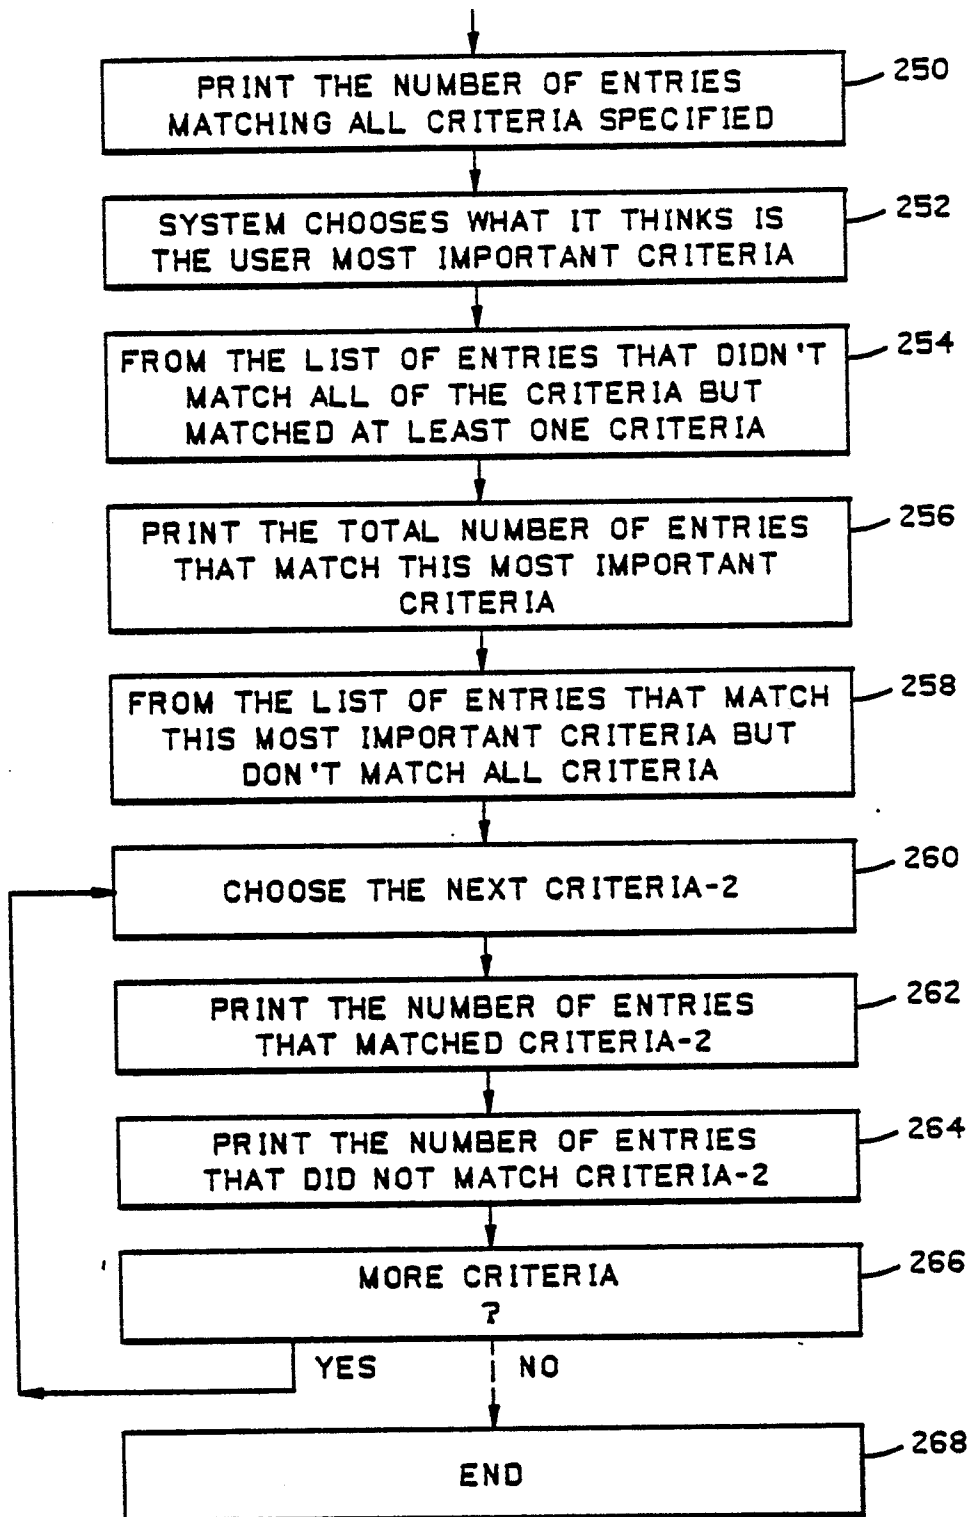 PRINT THE NUMBER OF ENTRIES
MATCHING ALL CRITERIA SPECIFIED
250
SYSTEM CHOOSES WHAT IT THINKS IS
THE USER MOST IMPORTANT CRITERIA
252
FROM THE LIST OF ENTRIES THAT DIDN'T
MATCH ALL OF THE CRITERIA BUT
MATCHED AT LEAST ONE CRITERIA
254
PRINT THE TOTAL NUMBER OF ENTRIES
THAT MATCH THIS MOST IMPORTANT
CRITERIA
256
FROM THE LIST OF ENTRIES THAT MATCH
THIS MOST IMPORTANT CRITERIA BUT
DON'T MATCH ALL CRITERIA
258
CHOOSE THE NEXT CRITERIA-2
260
PRINT THE NUMBER OF ENTRIES
THAT MATCHED CRITERIA-2
262
PRINT THE NUMBER OF ENTRIES
THAT DID NOT MATCH CRITERIA-2
264
MORE CRITERIA
?
266
YES
NO
END
268